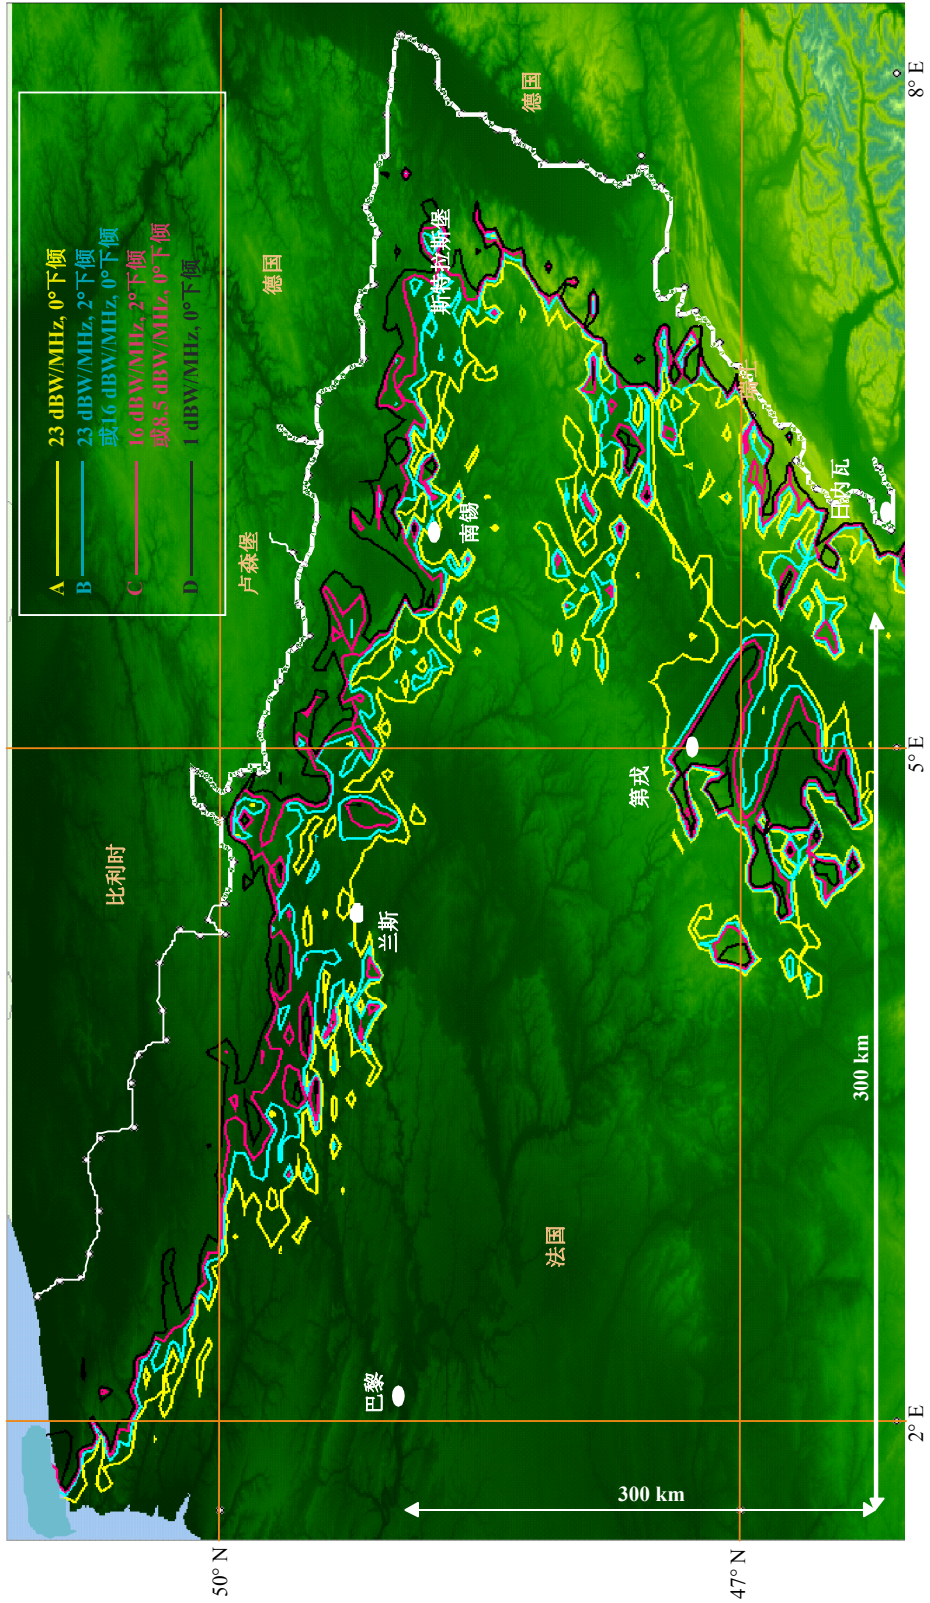 A 23 dBW/MHz, 0°下倾
B 23 dBW/MHz, 2°下倾
或16 dBW/MHz, 0°下倾
C 16 dBW/MHz, 2°下倾
或8.5 dBW/MHz, 0°下倾
D 1 dBW/MHz, 0°下倾
比利时
卢森堡
德国
德国
斯特拉斯堡
南锡
兰斯
巴黎
法国
第戎
瑞士
日内瓦
300 km
300 km
50° N
47° N
2° E
5° E
8° E